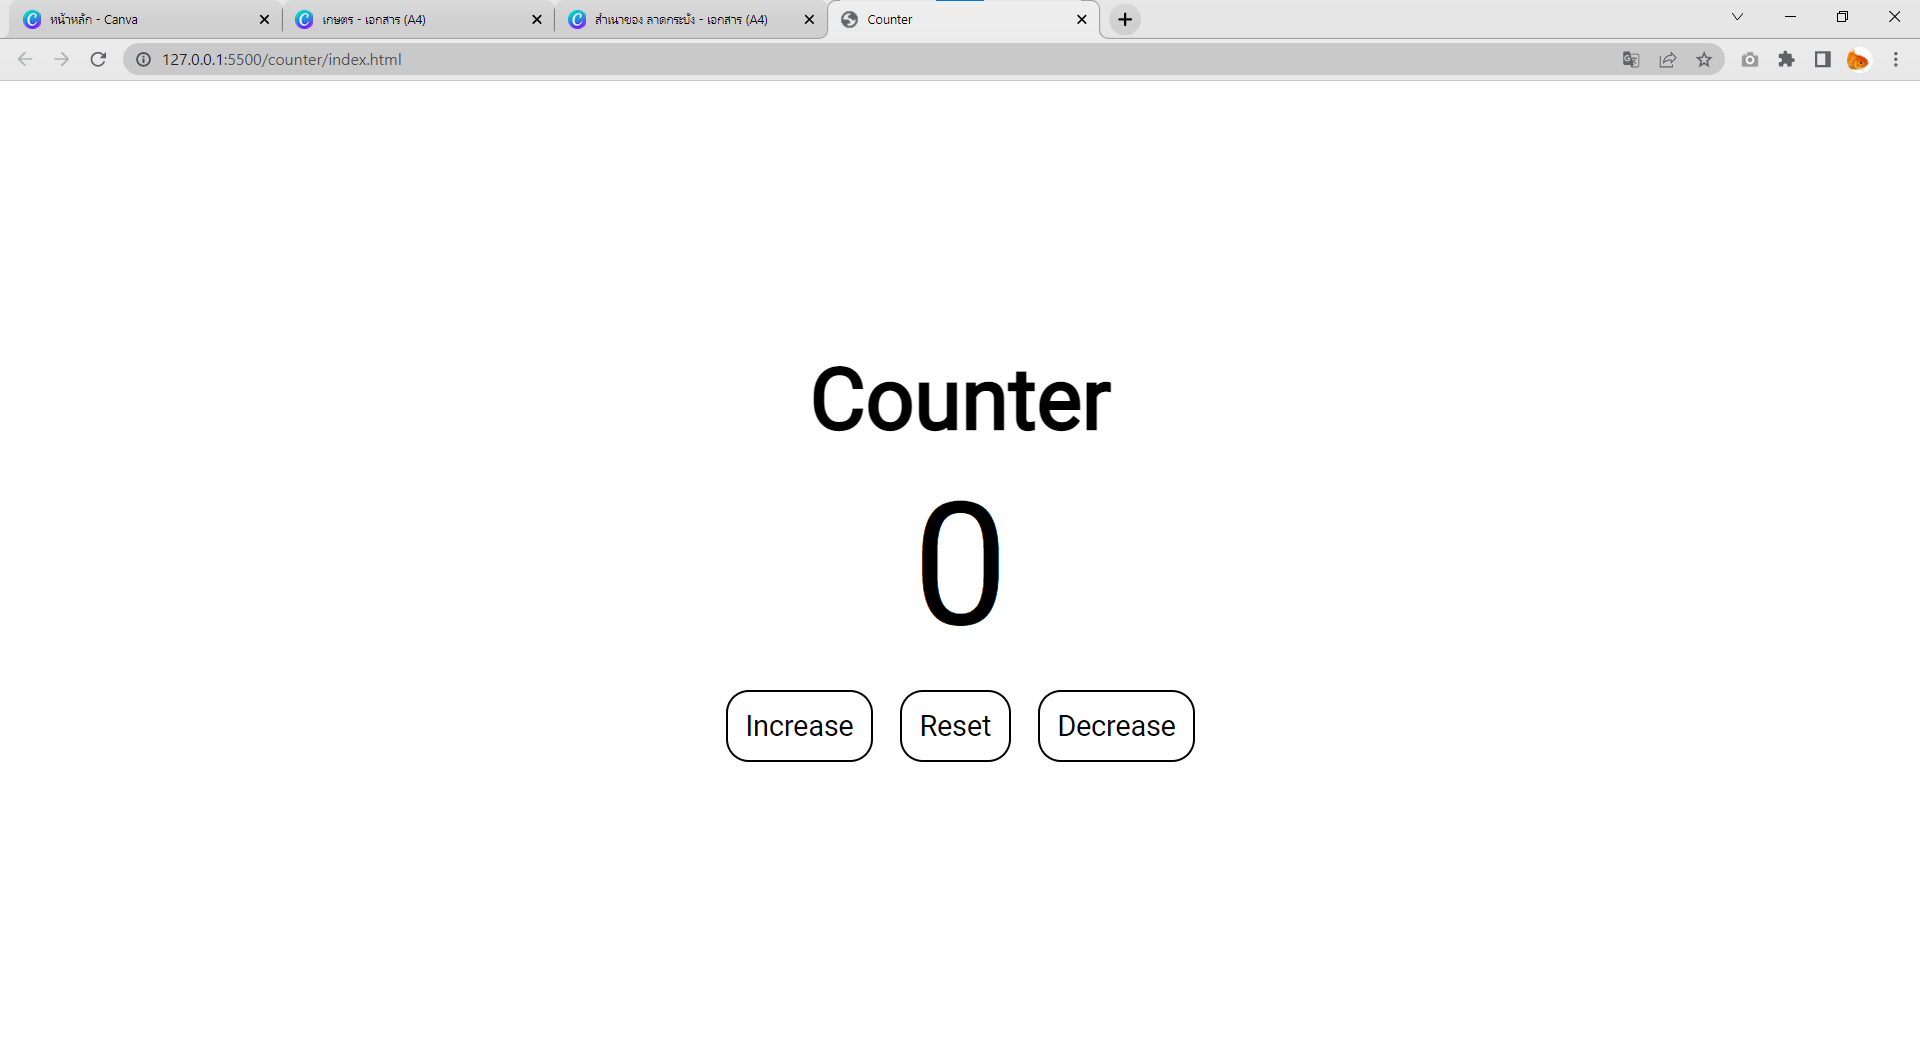 หน้าหลัก - Canva
เกษตร - เอกสาร (A4)
สำเนาของ ลาดกระบัง - เอกสาร (A4)
Counter
127.0.0.1:5500/counter/index.html
Counter
0
Increase
Reset
Decrease